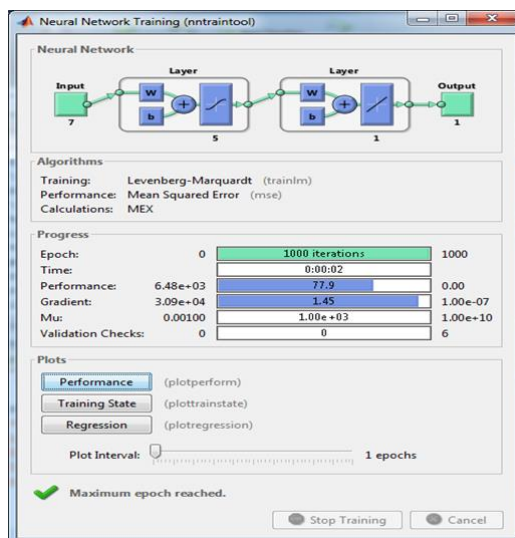 Neural Network Training (nntraintool)
Neural Network
Layer Layer
Input Output
W W
b b
7 5 1 1
Algorithms
Training: Levenberg-Marquardt (trainlm)
Performance: Mean Squared Error (mse)
Calculations: MEX
Progress
Epoch: 0 1000 iterations 1000
Time: 0:00:02
Performance: 6.48e+03 77.9 0.00
Gradient: 3.09e+04 1.45 1.00e-07
Mu: 0.00100 1.00e+03 1.00e+10
Validation Checks: 0 0 6
Plots
Performance (plotperform)
Training State (plottrainstate)
Regression (plotregression)
Plot Interval: 1 epochs
Maximum epoch reached.
Stop Training Cancel